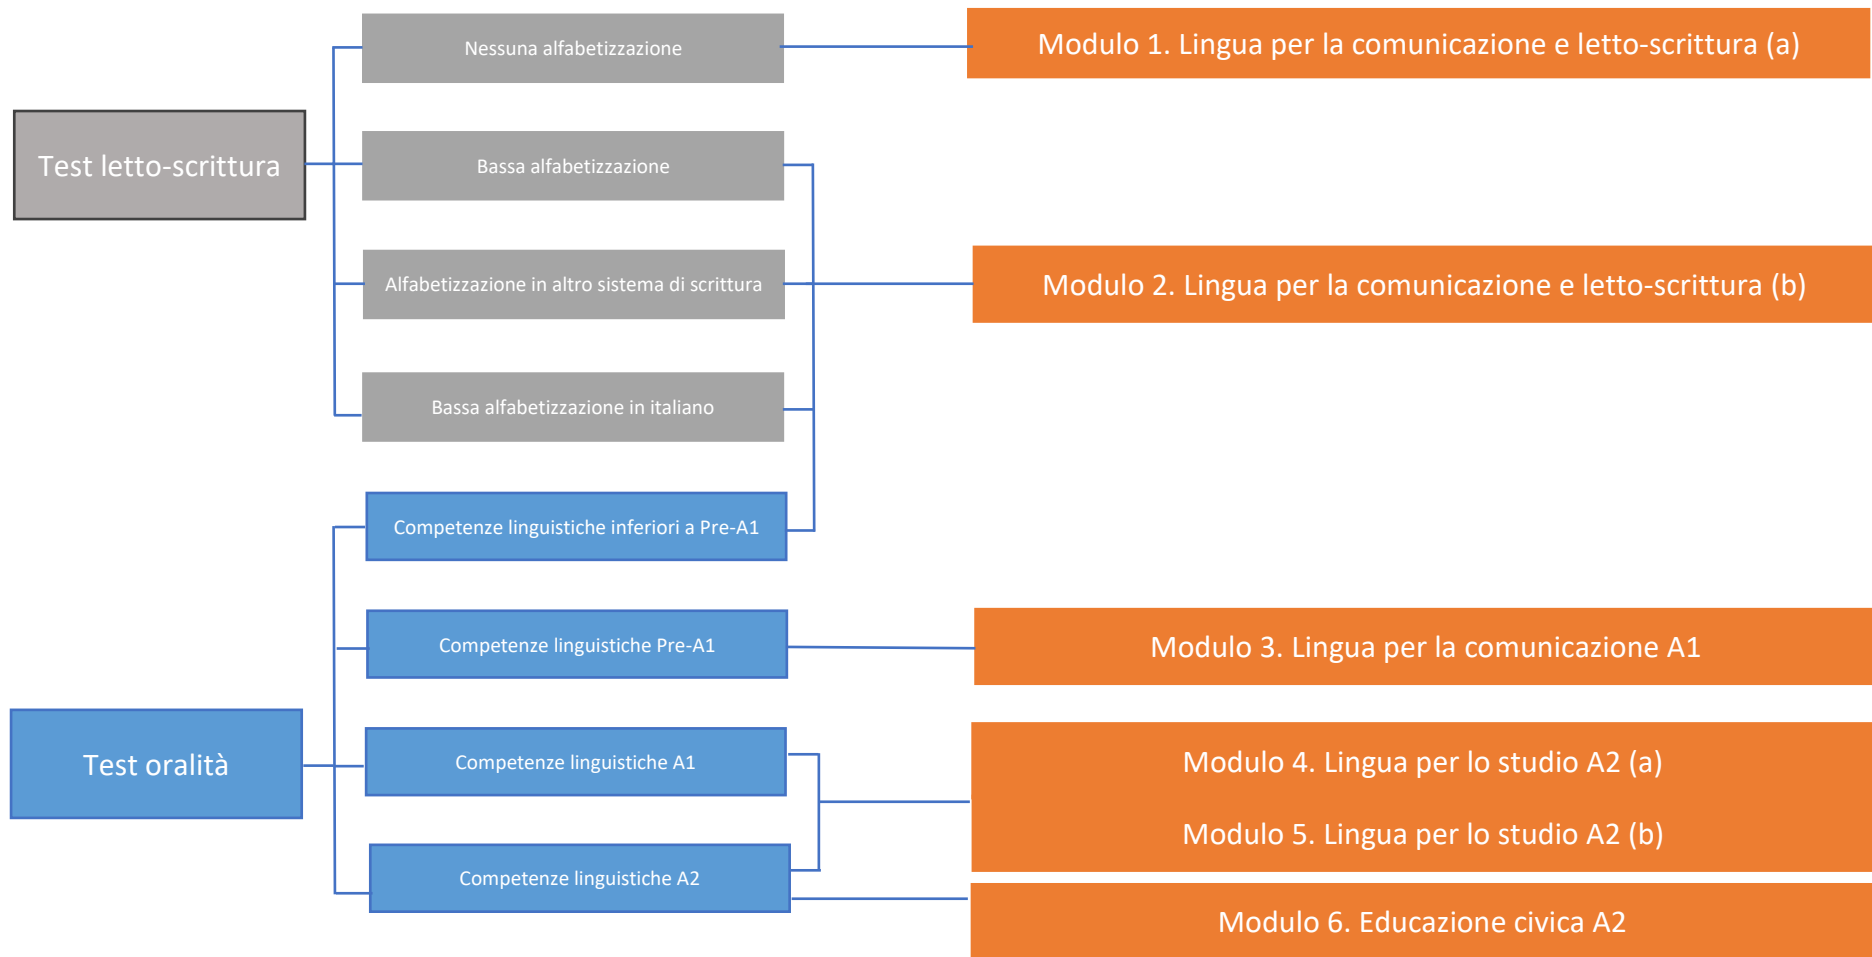 Nessuna alfabetizzazione
Modulo 1. Lingua per la comunicazione e letto-scrittura (a)
Test letto-scrittura
Bassa alfabetizzazione
Alfabetizzazione in altro sistema di scrittura
Modulo 2. Lingua per la comunicazione e letto-scrittura (b)
Bassa alfabetizzazione in italiano
Competenze linguistiche inferiori a Pre-A1
Competenze linguistiche Pre-A1
Modulo 3. Lingua per la comunicazione A1
Test oralità
Competenze linguistiche A1
Modulo 4. Lingua per lo studio A2 (a)
Modulo 5. Lingua per lo studio A2 (b)
Competenze linguistiche A2
Modulo 6. Educazione civica A2